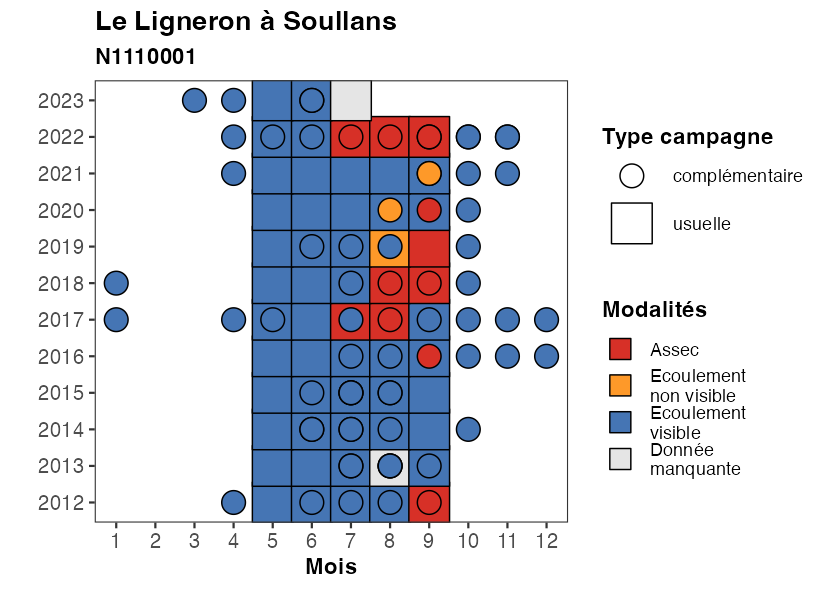 Le Ligneron à Soullans
N1110001
2023
2022
2021
2020
2019
2018
2017
2016
2015
2014
2013
2012
1 2 3 4 5 6 7 8 9 10 11 12
Mois
Type campagne
complémentaire
usuelle
Modalités
Assec
Ecoulement
non visible
Ecoulement
visible
Donnée
manquante